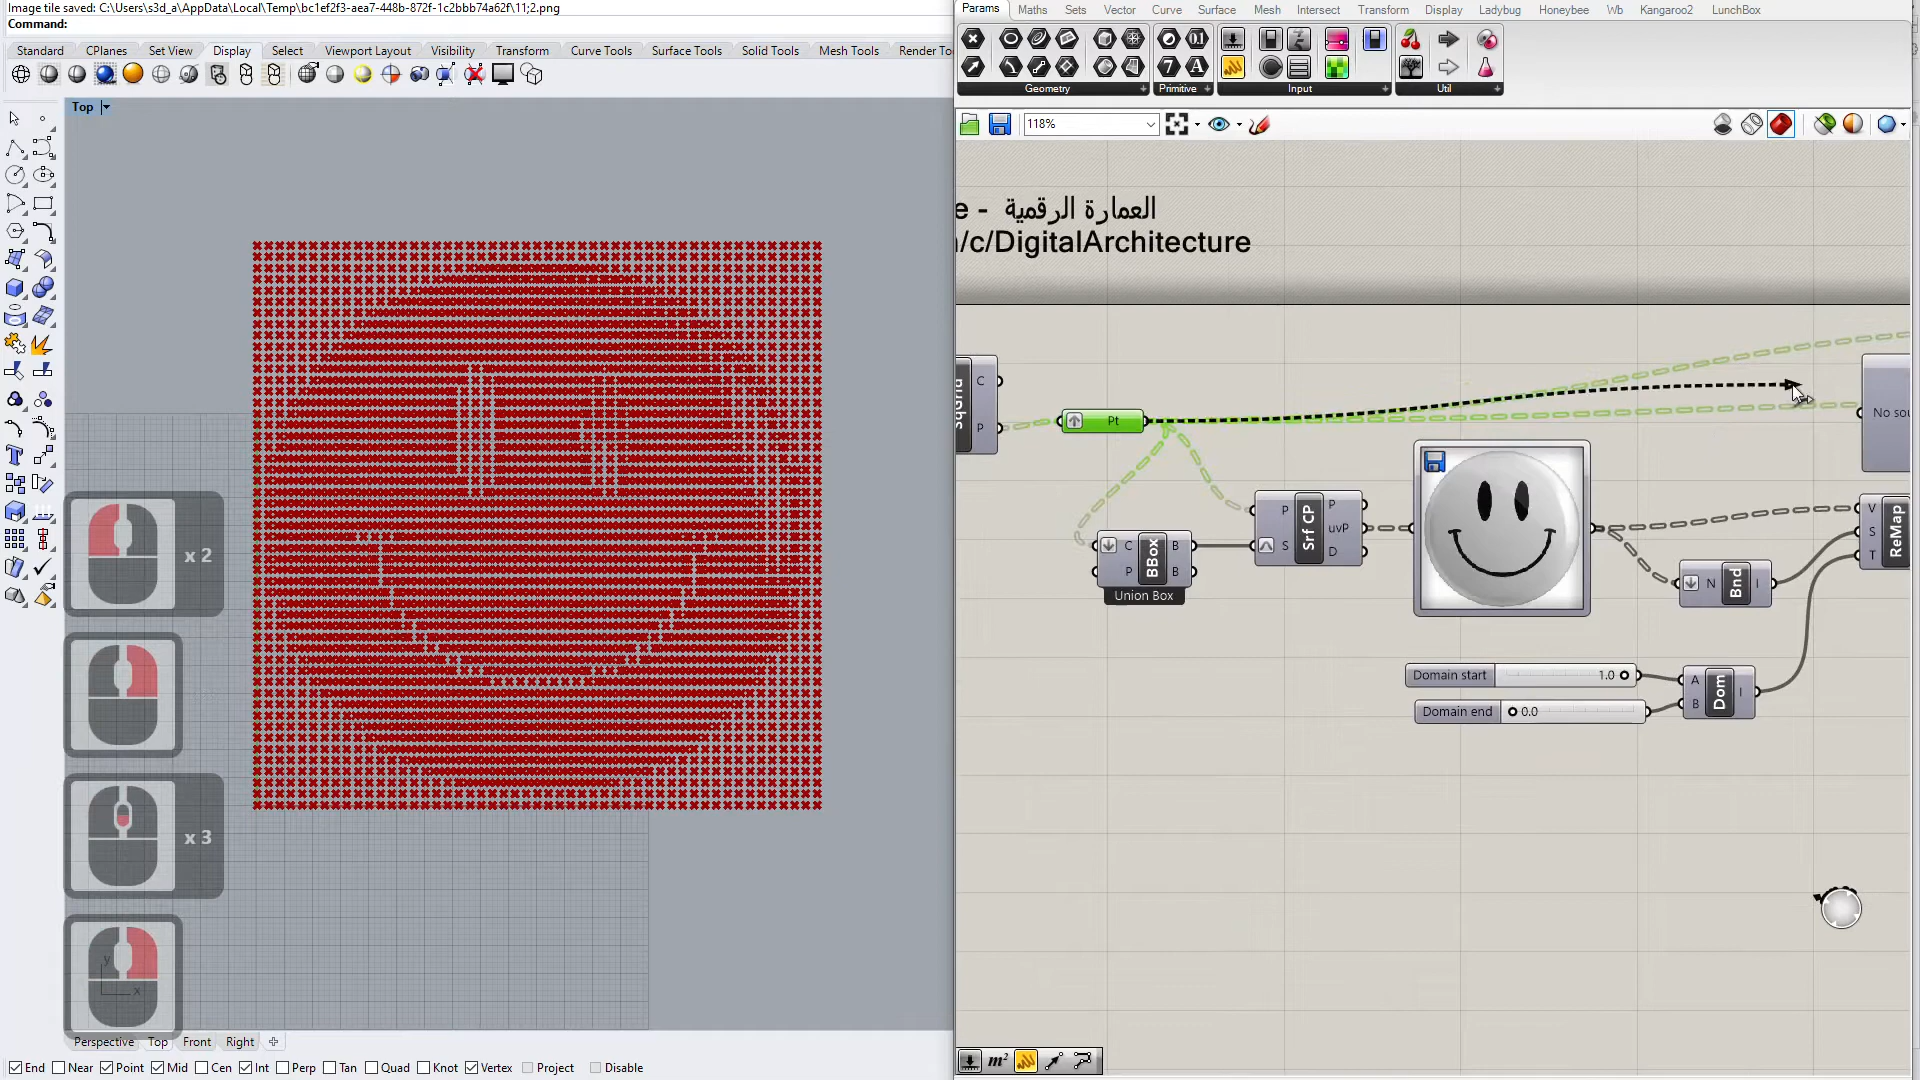 Image tile saved: C:\Users\s3d_a\AppData\Local\Temp\bc1ef2f3-aea7-448b-872f-1c2bbb74a62f\11;2.png
Command:
Standard CPlanes Set View Display Select Viewport Layout Visibility Transform Curve Tools Surface Tools Solid Tools Mesh Tools Render To
Top
x 2
x 3
y
x
Perspective Top Front Right
End Near Point Mid Cen Int Perp Tan Quad Knot Vertex Project Disable
Params Maths Sets Vector Curve Surface Mesh Intersect Transform Display Ladybug Honeybee Wb Kangaroo2 LunchBox
Geometry Primitive Input Util
118%
e - العمارة الرقمية
/c/DigitalArchitecture
SqGrid C P
Pt
No sou
P S Srf CP P uvP D
C P BBox B B
Union Box
V S T ReMap
N Bnd I
Domain start 1.0
Domain end 0.0
A B Dom I
m²